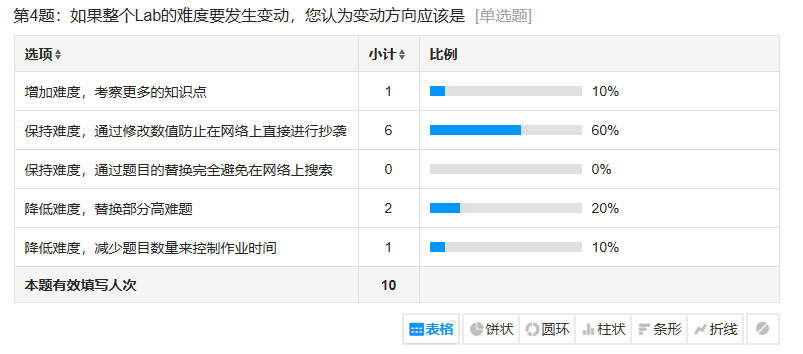 第4题：如果整个Lab的难度要发生变动，您认为变动方向应该是 [单选题]
选项 小计 比例
增加难度，考察更多的知识点 1 10%
保持难度，通过修改数值防止在网络上直接进行抄袭 6 60%
保持难度，通过题目的替换完全避免在网络上搜索 0 0%
降低难度，替换部分高难题 2 20%
降低难度，减少题目数量来控制作业时间 1 10%
本题有效填写人次 10
表格 饼状 圆环 柱状 条形 折线